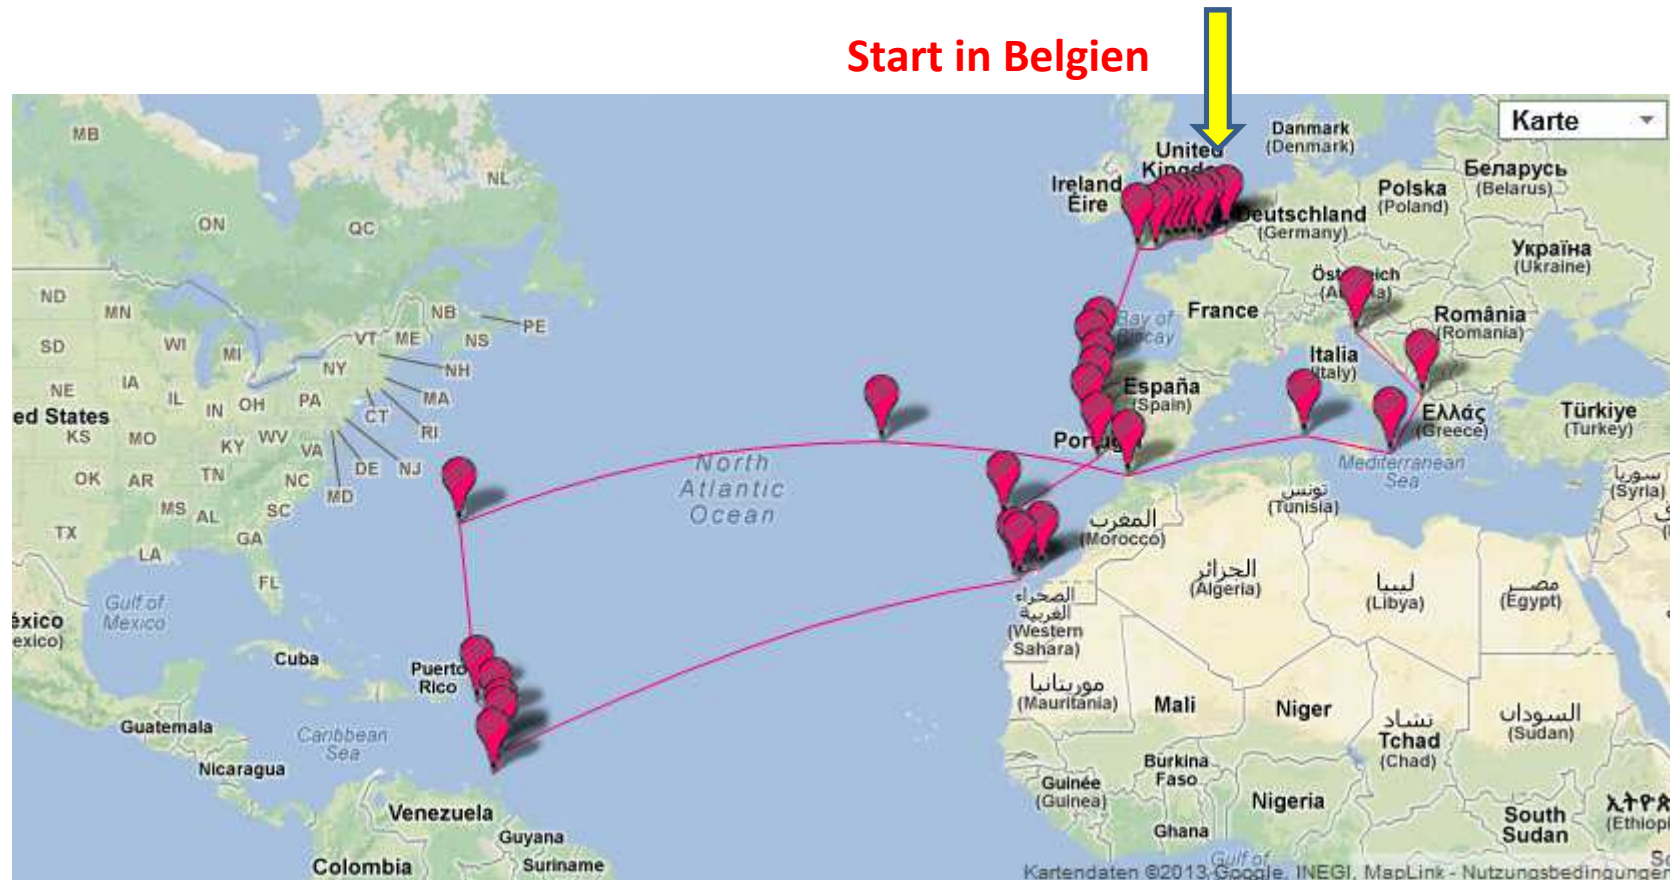 Start in Belgien
Karte
MB
NL
ON
QC
ND
MN
NB
PE
SD
WI
MI
VT
ME
NS
NY
NH
NE
IA
IL
IN
OH
PA
CT
MA
RI
ed States
KS
MO
KY
WV
VA
DE
NJ
MD
OK
AR
TN
NC
MS
AL
SC
TX
LA
GA
FL
Gulf of
Mexico
éxico
exico)
Cuba
Puerto
Rico
Guatemala
Caribbean
Sea
Nicaragua
Venezuela
Guyana
Suriname
Colombia
North
Atlantic
Ocean
United
Ireland
Éire
Danmark
(Denmark)
Беларусь
(Belarus)
Polska
(Poland)
Deutschland
(Germany)
Україна
(Ukraine)
France
România
(Romania)
Italia
(Italy)
España
(Spain)
Ελλάς
(Greece)
Türkiye
(Turkey)
Mediterranean
Sea
سوريا
(Syria)
تونس
(Tunisia)
المغرب
(Morocco)
الجزائر
(Algeria)
ليبيا
(Libya)
مصر
(Egypt)
الصحراء
الغربية
(Western
Sahara)
موريتانيا
(Mauritania)
Mali
Niger
تشاد
Tchad
(Chad)
السودان
(Sudan)
Burkina
Faso
Guinée
(Guinea)
Nigeria
Ghana
South
Sudan
ኢትዮጵ
(Ethiopi
Gulf of
Kartendaten ©2013 Google, INEGI, MapLink - Nutzungsbedingungen